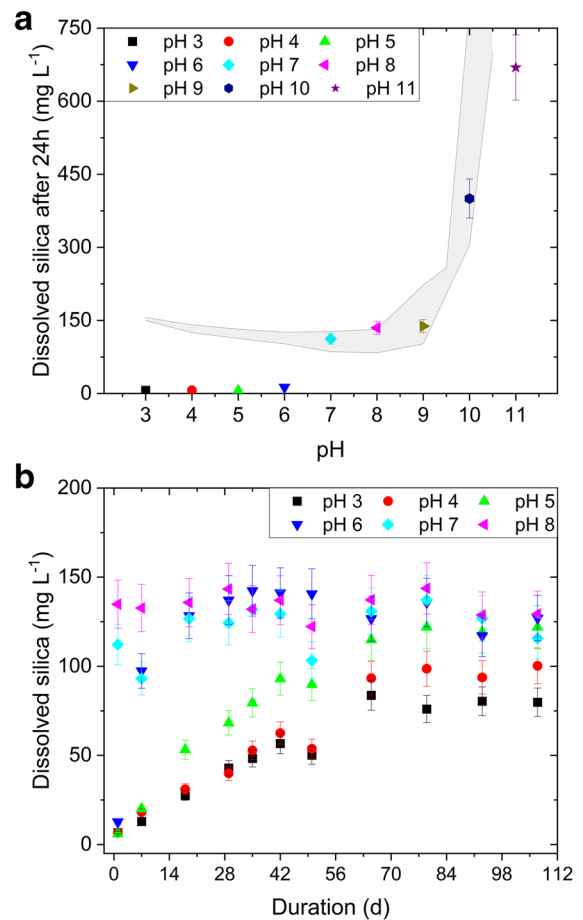 a
750
600
450
300
150
0
Dissolved silica after 24h (mg L-1)
pH 3 pH 4 pH 5
pH 6 pH 7 pH 8
pH 9 pH 10 pH 11
3 4 5 6 7 8 9 10 11
pH
b
200
150
100
50
0
Dissolved silica (mg L-1)
pH 3 pH 4 pH 5
pH 6 pH 7 pH 8
0 14 28 42 56 70 84 98 112
Duration (d)